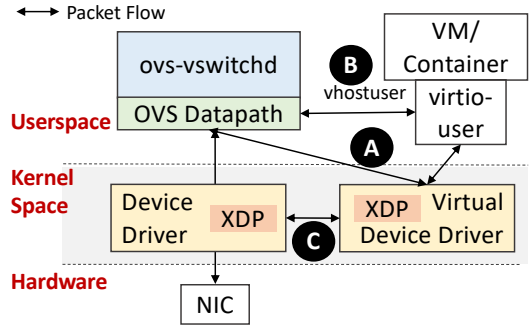 Packet Flow
ovs-vswitchd
OVS Datapath
B
vhostuser
VM/
Container
virtio-
user
Userspace
A
Kernel
Space
Device
Driver
XDP
C
XDP
Virtual
Device Driver
Hardware
NIC